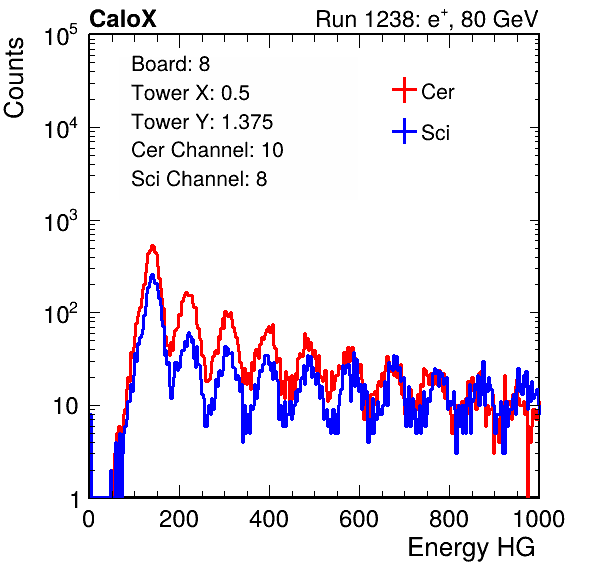 CaloX Run 1238: e⁺, 80 GeV
Counts
Board: 8
Tower X: 0.5
Tower Y: 1.375
Cer Channel: 10
Sci Channel: 8
Cer
Sci
10⁵
10⁴
10³
10²
10
1
0 200 400 600 800 1000
Energy HG